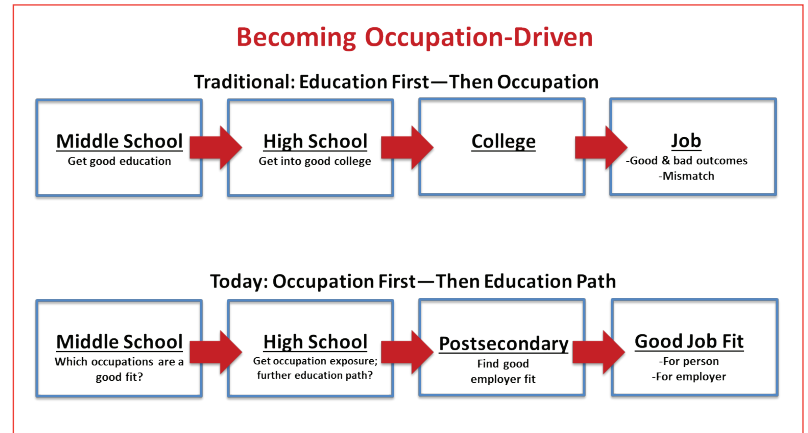 Becoming Occupation-Driven
Traditional: Education First—Then Occupation
Middle School
Get good education
High School
Get into good college
College
Job
-Good & bad outcomes
-Mismatch
Today: Occupation First—Then Education Path
Middle School
Which occupations are a
good fit?
High School
Get occupation exposure;
further education path?
Postsecondary
Find good
employer fit
Good Job Fit
-For person
-For employer